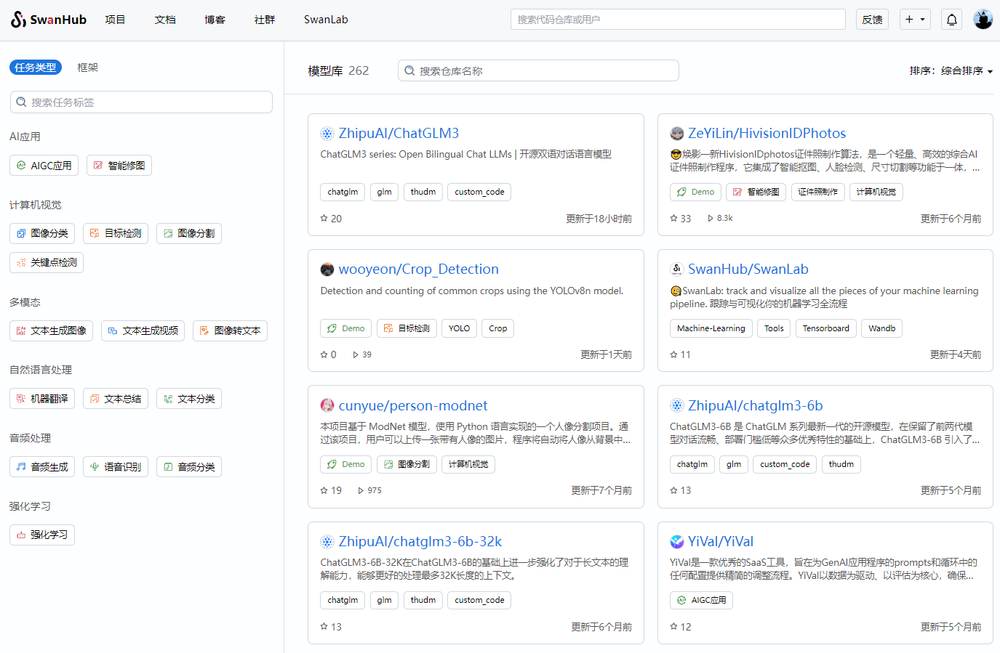 SwanHub 项目 文档 博客 社群 SwanLab 搜索代码仓库或用户 反馈
任务类型 框架
搜索任务标签
AI应用
AIGC应用 智能修图
计算机视觉
图像分类 目标检测 图像分割
关键点检测
多模态
文本生成图像 文本生成视频 图像转文本
自然语言处理
机器翻译 文本总结 文本分类
音频处理
音频生成 语音识别 音频分类
强化学习
强化学习
模型库 262 搜索仓库名称 排序：综合排序
ZhipuAI/ChatGLM3
ChatGLM3 series: Open Bilingual Chat LLMs | 开源双语对话语言模型
chatglm glm thudm custom_code
20 更新于18小时前
ZeYiLin/HivisionIDPhotos
😎焕影一新HivisionIDphotos证件照制作算法，是一个轻量、高效的综合AI
证件照制作程序，它集成了智能抠图、人脸检测、尺寸切割等功能于一体，...
Demo 智能修图 证件照制作 计算机视觉
33 8.3k 更新于6个月前
wooyeon/Crop_Detection
Detection and counting of common crops using the YOLOv8n model.
Demo 目标检测 YOLO Crop
0 39 更新于1天前
SwanHub/SwanLab
SwanLab: track and visualize all the pieces of your machine learning
pipeline. 跟踪与可视化你的机器学习全流程
Machine-Learning Tools Tensorboard Wandb
11 更新于4天前
cunyue/person-modnet
本项目基于 ModNet 模型，使用 Python 语言实现的一个人像分割项目。通
过该项目，用户可以上传一张带有人像的图片，程序将自动将人像从背景中...
Demo 图像分割 计算机视觉
19 975 更新于7个月前
ZhipuAI/chatglm3-6b
ChatGLM3-6B 是 ChatGLM 系列最新一代的开源模型，在保留了前两代模
型对话流畅、部署门槛低等众多优秀特性的基础上，ChatGLM3-6B 引入了...
chatglm glm custom_code thudm
13 更新于5个月前
ZhipuAI/chatglm3-6b-32k
ChatGLM3-6B-32K在ChatGLM3-6B的基础上进一步强化了对于长文本的理
解能力，能够更好的处理最多32K长度的上下文。
chatglm glm thudm custom_code
13 更新于6个月前
YiVal/YiVal
YiVal是一款优秀的SaaS工具，旨在为GenAI应用程序的prompts和循环中的
任何配置提供精简的调整流程。YiVal以数据为驱动、以评估为核心，确保...
AIGC应用
12 更新于5个月前